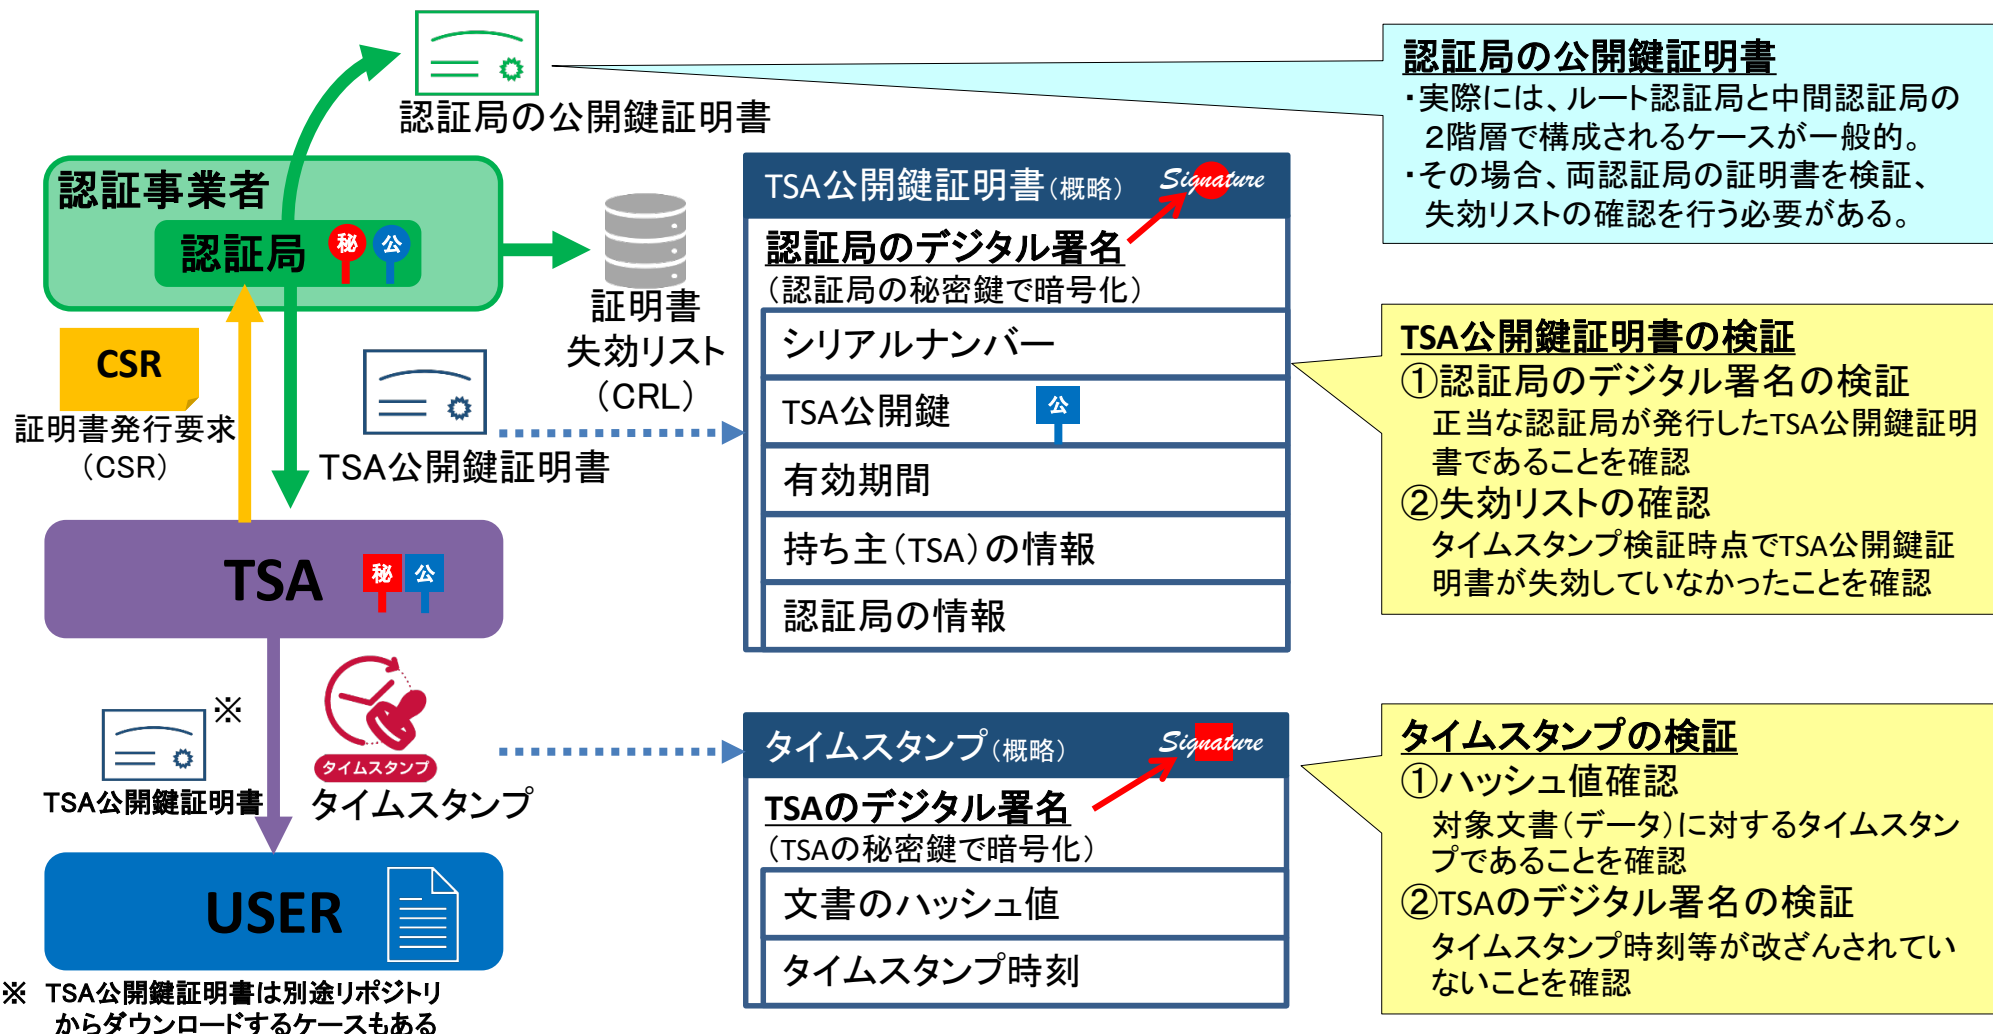 認証局の公開鍵証明書
認証事業者
認証局 秘 公
CSR
証明書発行要求
(CSR)
TSA公開鍵証明書
証明書
失効リスト
(CRL)
TSA 秘 公
※
TSA公開鍵証明書
タイムスタンプ
タイムスタンプ
USER
※ TSA公開鍵証明書は別途リポジトリ
からダウンロードするケースもある
TSA公開鍵証明書(概略) Signature
認証局のデジタル署名
(認証局の秘密鍵で暗号化)
シリアルナンバー
TSA公開鍵 公
有効期間
持ち主(TSA)の情報
認証局の情報
タイムスタンプ(概略) Signature
TSAのデジタル署名
(TSAの秘密鍵で暗号化)
文書のハッシュ値
タイムスタンプ時刻
認証局の公開鍵証明書
・実際には、ルート認証局と中間認証局の
2階層で構成されるケースが一般的。
・その場合、両認証局の証明書を検証、
失効リストの確認を行う必要がある。
TSA公開鍵証明書の検証
①認証局のデジタル署名の検証
正当な認証局が発行したTSA公開鍵証明
書であることを確認
②失効リストの確認
タイムスタンプ検証時点でTSA公開鍵証
明書が失効していなかったことを確認
タイムスタンプの検証
①ハッシュ値確認
対象文書(データ)に対するタイムスタン
プであることを確認
②TSAのデジタル署名の検証
タイムスタンプ時刻等が改ざんされてい
ないことを確認